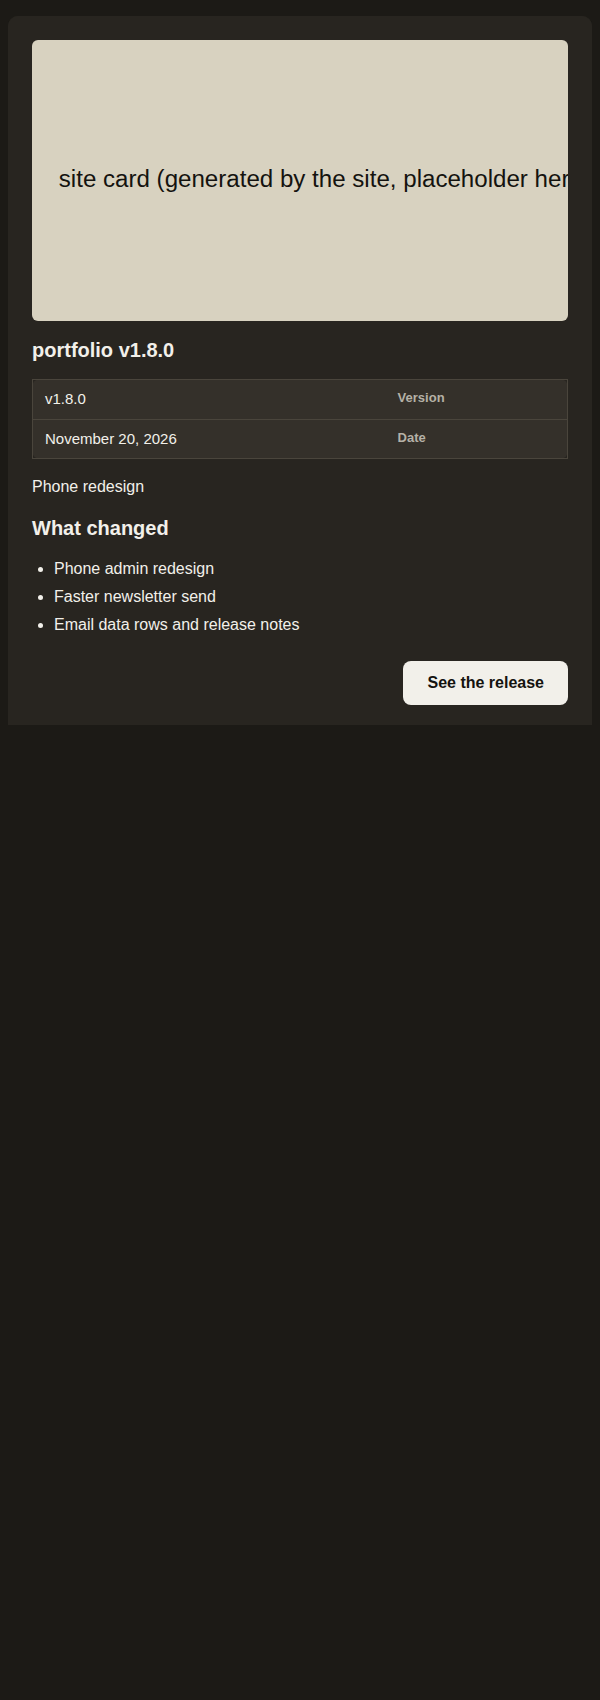 site card (generated by the site, placeholder her
portfolio v1.8.0
v1.8.0 Version
November 20, 2026 Date
Phone redesign
What changed
• Phone admin redesign
• Faster newsletter send
• Email data rows and release notes
See the release